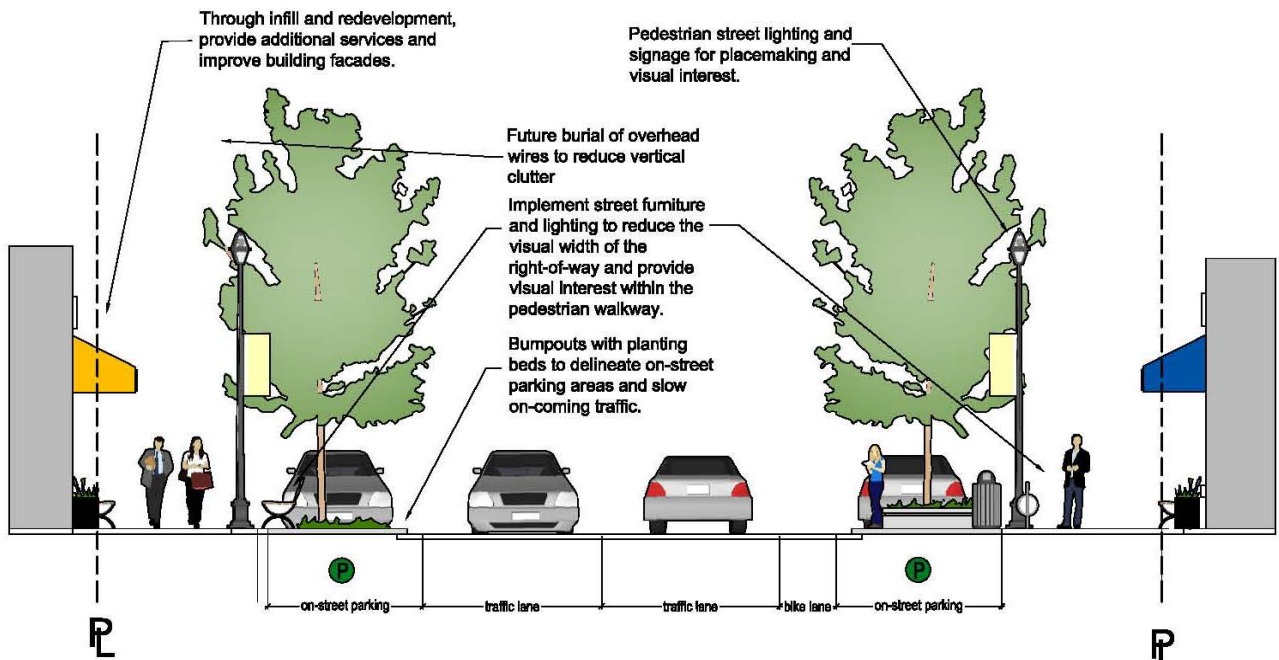 Through infill and redevelopment,
provide additional services and
improve building facades.
Pedestrian street lighting and
signage for placemaking and
visual interest.
Future burial of overhead
wires to reduce vertical
clutter
Implement street furniture
and lighting to reduce the
visual width of the
right-of-way and provide
visual interest within the
pedestrian walkway.
Bumpouts with planting
beds to delineate on-street
parking areas and slow
on-coming traffic.
P
P
on-street parking
traffic lane
traffic lane
bike lane
on-street parking
PL
PL